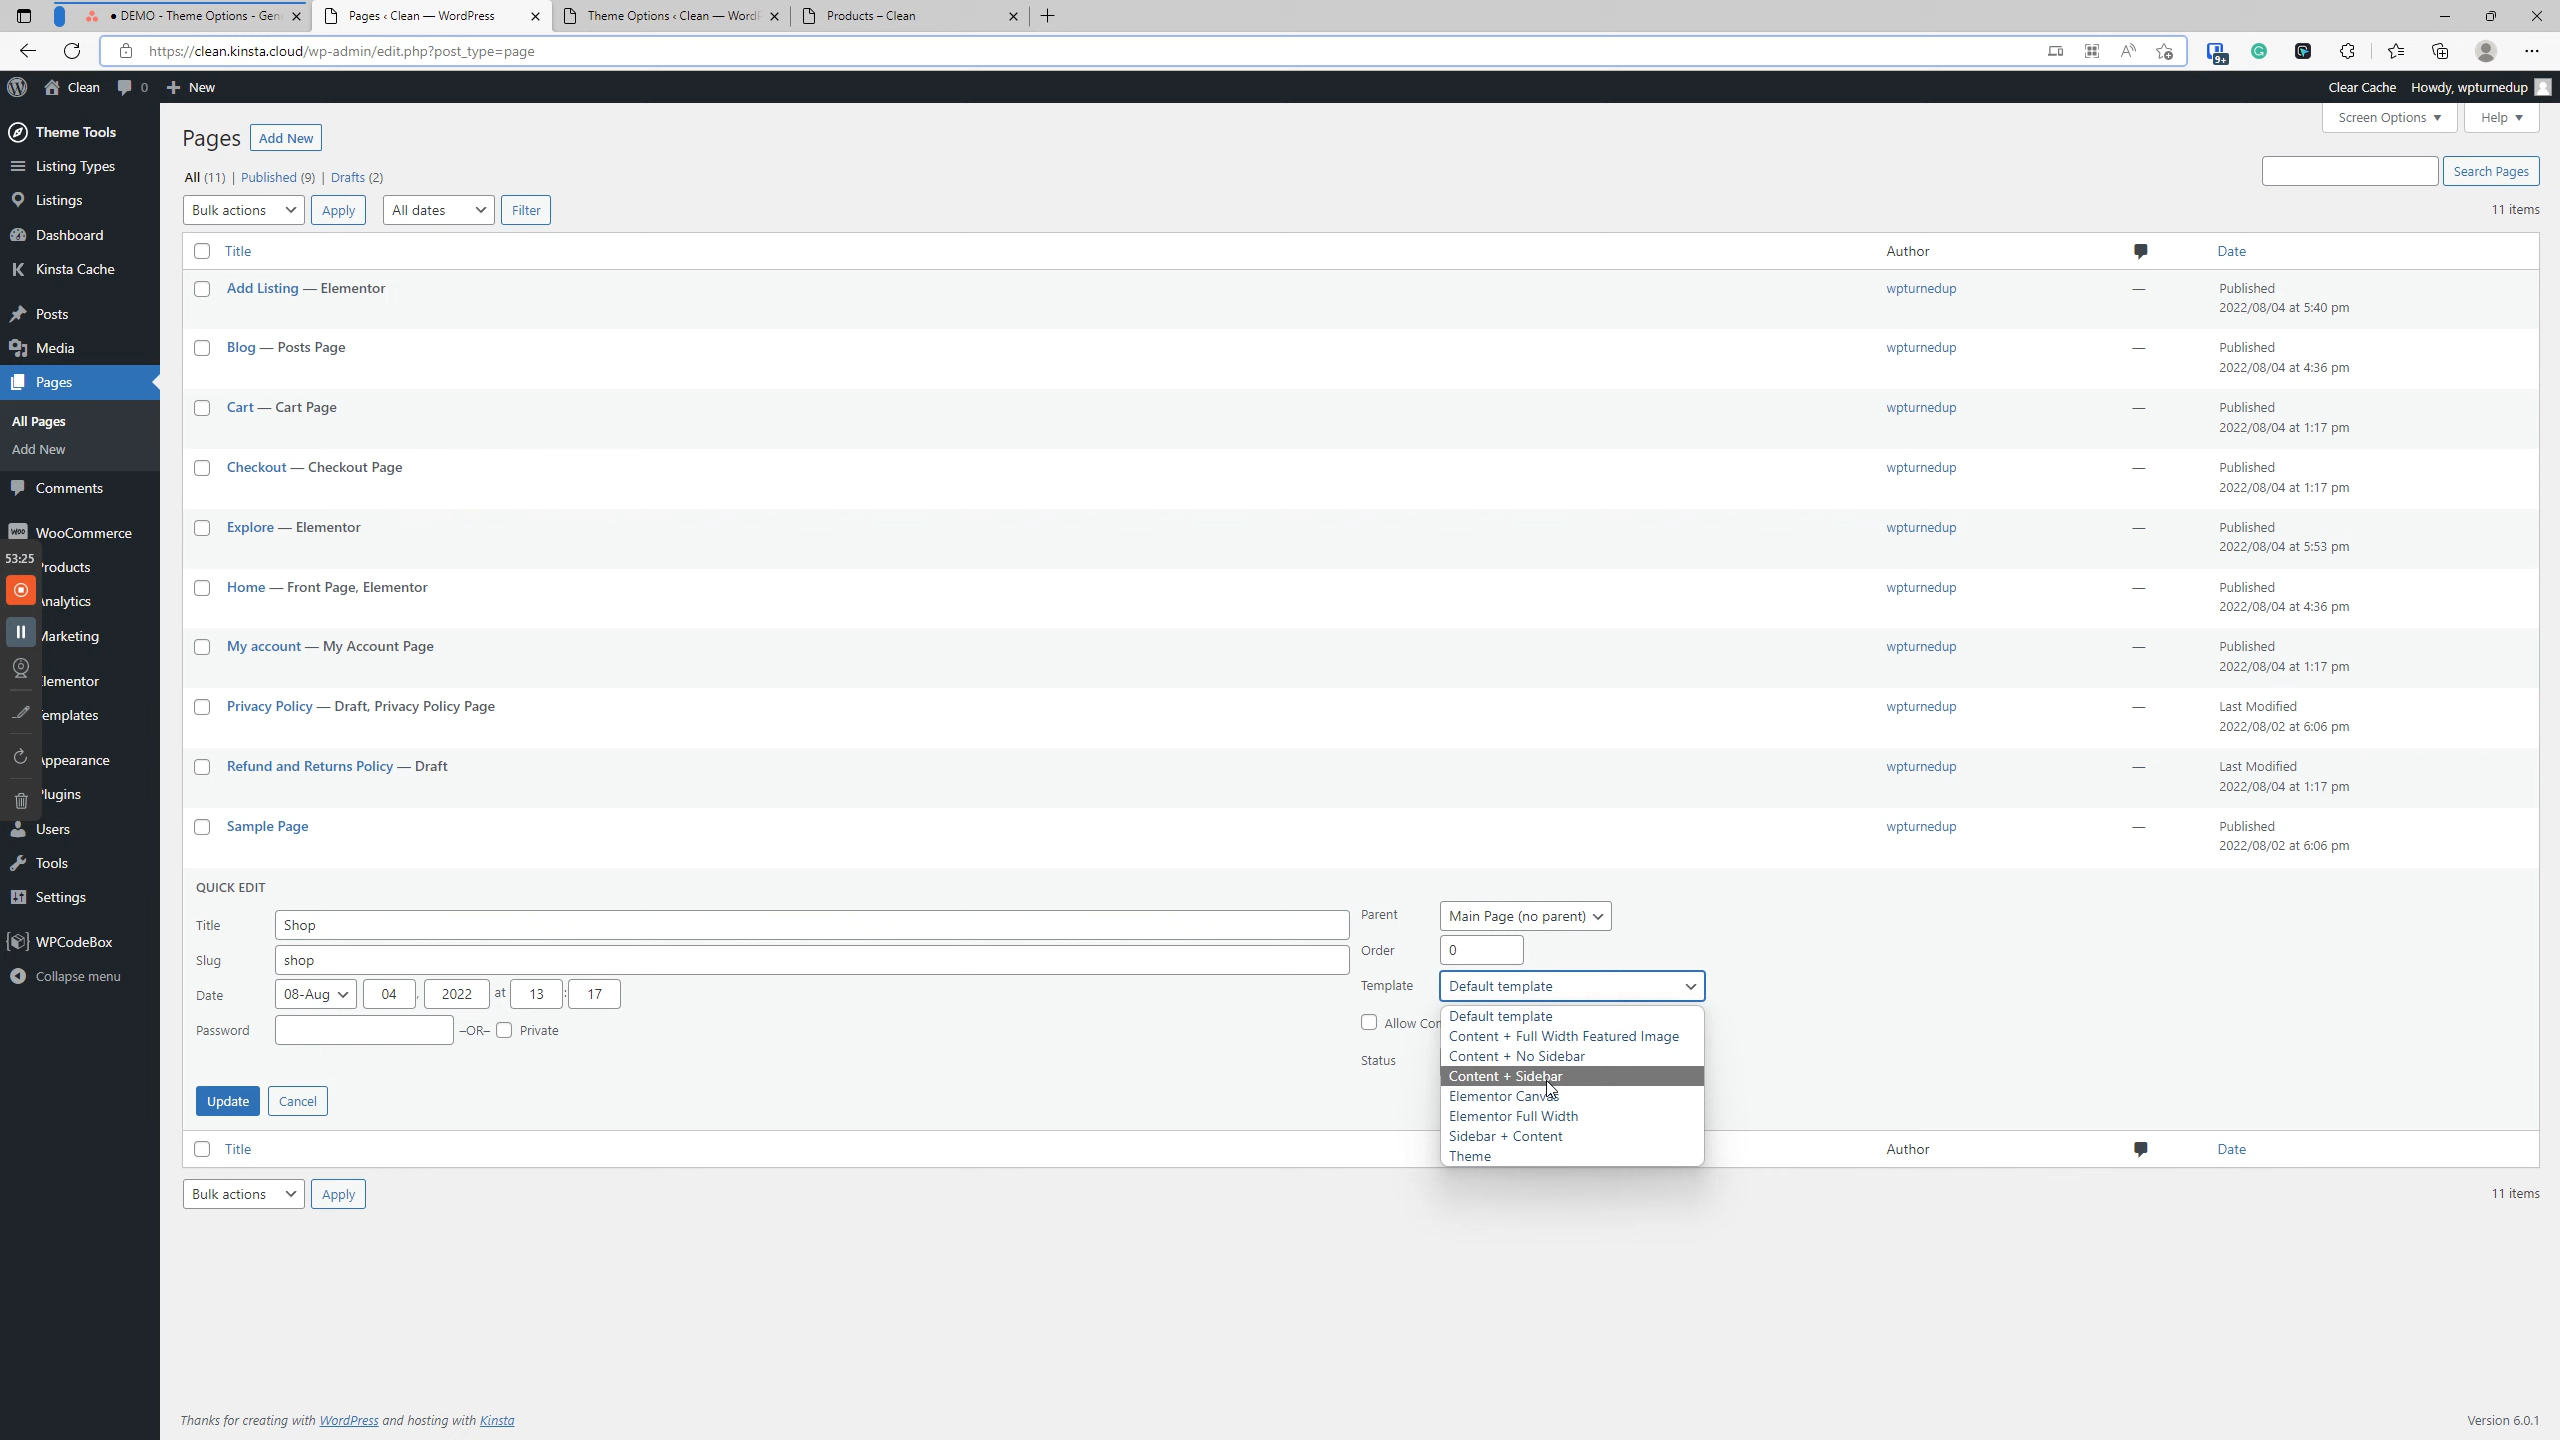 DEMO - Theme Options - Gen
Pages ‹ Clean — WordPress
Theme Options ‹ Clean — WordP
Products – Clean
https://clean.kinsta.cloud/wp-admin/edit.php?post_type=page
9+
Clean
0
New
Clear Cache
Howdy, wpturnedup
Theme Tools
Listing Types
Listings
Dashboard
Kinsta Cache
Posts
Media
Pages
All Pages
Add New
Comments
WooCommerce
53:25
roducts
nalytics
Marketing
lementor
emplates
ppearance
lugins
Users
Tools
Settings
WPCodeBox
Collapse menu
Pages Add New
Screen Options Help
All (11) | Published (9) | Drafts (2)
Search Pages
Bulk actions Apply All dates Filter
11 items
Title Author Date
Add Listing — Elementor wpturnedup — Published
2022/08/04 at 5:40 pm
Blog — Posts Page wpturnedup — Published
2022/08/04 at 4:36 pm
Cart — Cart Page wpturnedup — Published
2022/08/04 at 1:17 pm
Checkout — Checkout Page wpturnedup — Published
2022/08/04 at 1:17 pm
Explore — Elementor wpturnedup — Published
2022/08/04 at 5:53 pm
Home — Front Page, Elementor wpturnedup — Published
2022/08/04 at 4:36 pm
My account — My Account Page wpturnedup — Published
2022/08/04 at 1:17 pm
Privacy Policy — Draft, Privacy Policy Page wpturnedup — Last Modified
2022/08/02 at 6:06 pm
Refund and Returns Policy — Draft wpturnedup — Last Modified
2022/08/04 at 1:17 pm
Sample Page wpturnedup — Published
2022/08/02 at 6:06 pm
QUICK EDIT
Title Shop
Slug shop
Date 08-Aug 04 , 2022 at 13 : 17
Password –OR– Private
Parent Main Page (no parent)
Order 0
Template Default template
Allow Co
Status
Default template
Content + Full Width Featured Image
Content + No Sidebar
Content + Sidebar
Elementor Canvas
Elementor Full Width
Sidebar + Content
Theme
Update Cancel
Title Author Date
Bulk actions Apply
11 items
Thanks for creating with WordPress and hosting with Kinsta
Version 6.0.1